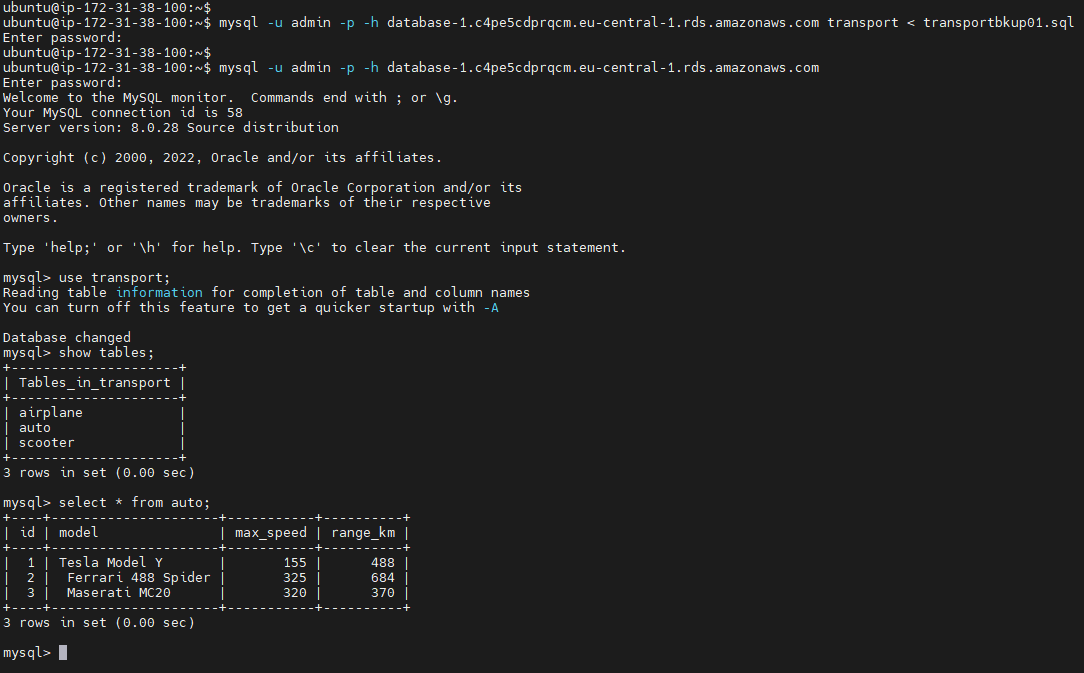 ubuntu@ip-172-31-38-100:~$
ubuntu@ip-172-31-38-100:~$ mysql -u admin -p -h database-1.c4pe5cdprqcm.eu-central-1.rds.amazonaws.com transport < transportbkup01.sql
Enter password:
ubuntu@ip-172-31-38-100:~$
ubuntu@ip-172-31-38-100:~$ mysql -u admin -p -h database-1.c4pe5cdprqcm.eu-central-1.rds.amazonaws.com
Enter password:
Welcome to the MySQL monitor.  Commands end with ; or \g.
Your MySQL connection id is 58
Server version: 8.0.28 Source distribution

Copyright (c) 2000, 2022, Oracle and/or its affiliates.

Oracle is a registered trademark of Oracle Corporation and/or its
affiliates. Other names may be trademarks of their respective
owners.

Type 'help;' or '\h' for help. Type '\c' to clear the current input statement.

mysql> use transport;
Reading table information for completion of table and column names
You can turn off this feature to get a quicker startup with -A

Database changed
mysql> show tables;
+---------------------+
| Tables_in_transport |
+---------------------+
| airplane            |
| auto                |
| scooter             |
+---------------------+
3 rows in set (0.00 sec)

mysql> select * from auto;
+----+---------------------+-----------+----------+
| id | model               | max_speed | range_km |
+----+---------------------+-----------+----------+
|  1 | Tesla Model Y       |       155 |      488 |
|  2 |  Ferrari 488 Spider |       325 |      684 |
|  3 |  Maserati MC20      |       320 |      370 |
+----+---------------------+-----------+----------+
3 rows in set (0.00 sec)

mysql>